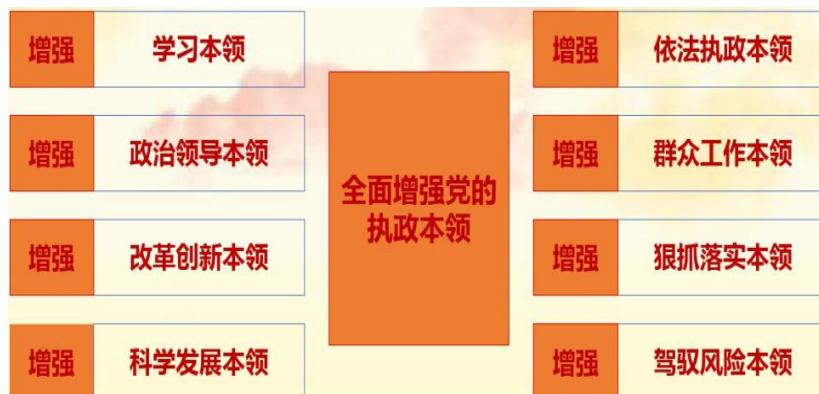 增强 学习本领
增强 政治领导本领
增强 改革创新本领
增强 科学发展本领
全面增强党的
执政本领
增强 依法执政本领
增强 群众工作本领
增强 狠抓落实本领
增强 驾驭风险本领